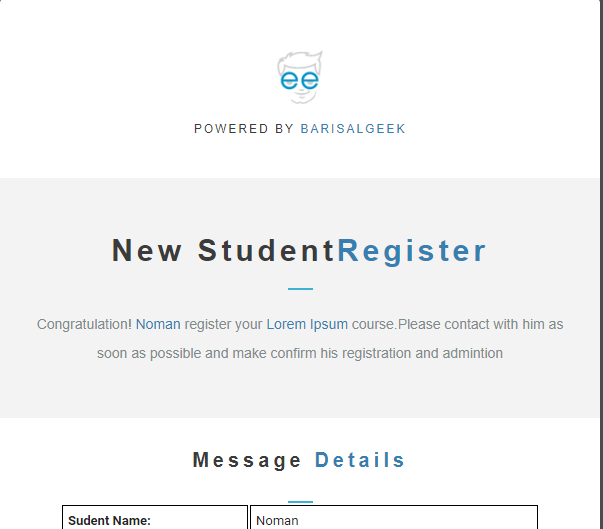 ee
POWERED BY BARISALGEEK
New StudentRegister
Congratulation! Noman register your Lorem Ipsum course.Please contact with him as
soon as possible and make confirm his registration and admintion
Message Details
Sudent Name: Noman